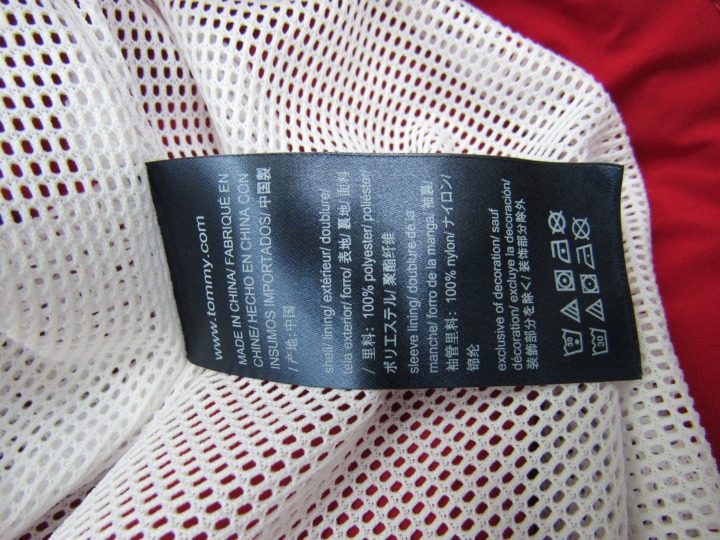 www.tommy.com
MADE IN CHINA/ FABRIQUÉ EN
CHINE/ HECHO EN CHINA CON
INSUMOS IMPORTADOS/ 中国製
/ 产地: 中国
shell/ lining/ extérieur/ doublure/
tela exterior/ forro/ 表地/ 裏地/ 面料
/ 里料: 100% polyester/ poliéster/
ポリエステル/ 聚酯纤维
sleeve lining/ doublure de la
manche/ forro de la manga/ 袖裏/
袖管里料: 100% nylon/ ナイロン/
锦纶
exclusive of decoration/ sauf
décoration/ excluye la decoración/
装飾部分を除く/ 装饰部分除外
30
30